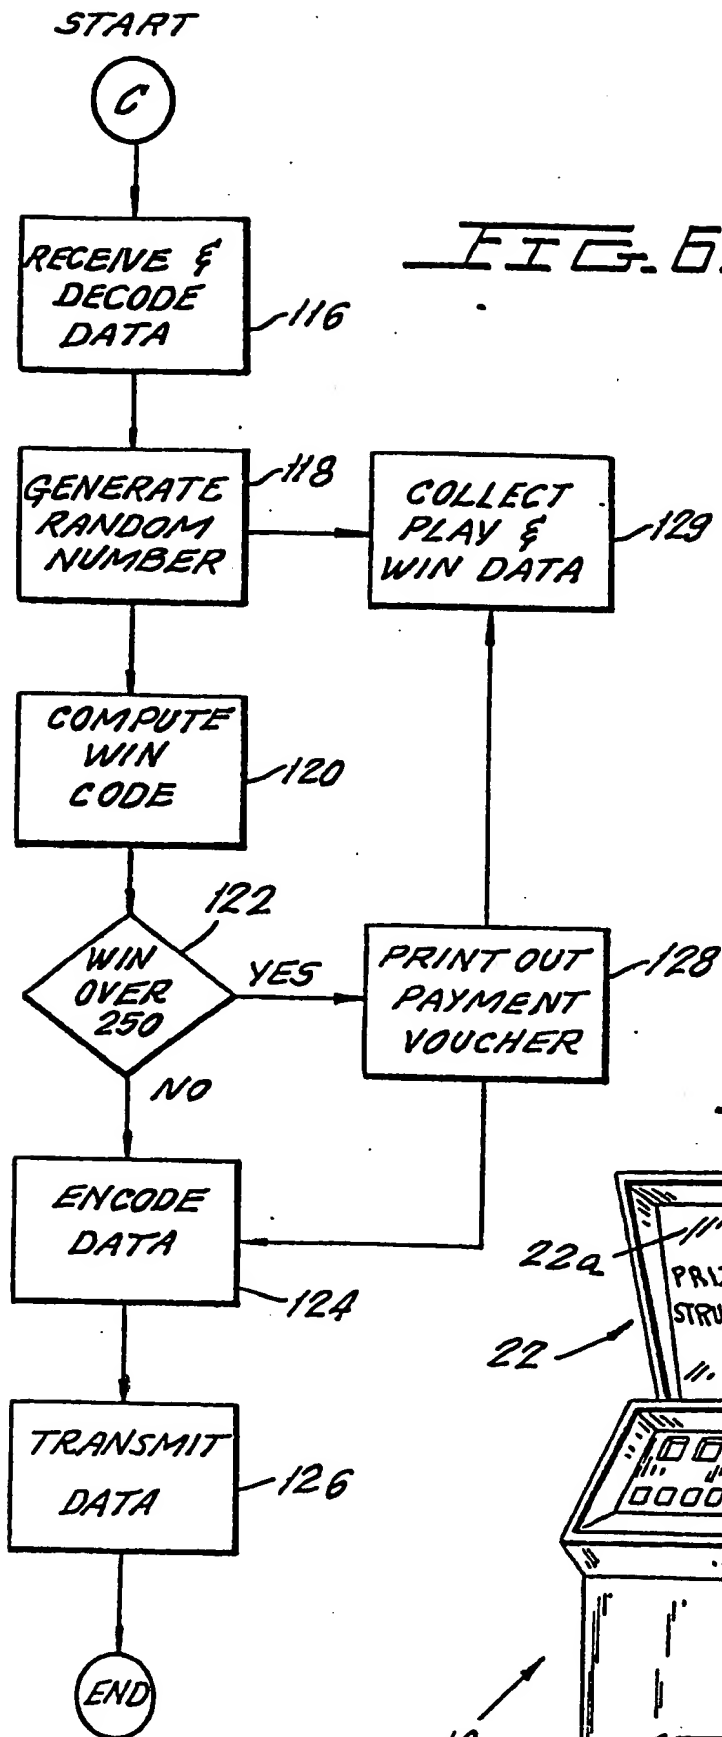 START
C
FIG. 6.
RECEIVE &
DECODE
DATA
116
GENERATE
RANDOM
NUMBER
118
COLLECT
PLAY &
WIN DATA
129
COMPUTE
WIN
CODE
120
122
WIN
OVER
250
YES
NO
PRINT OUT
PAYMENT
VOUCHER
128
ENCODE
DATA
124
22a
22
TRANSMIT
DATA
126
END